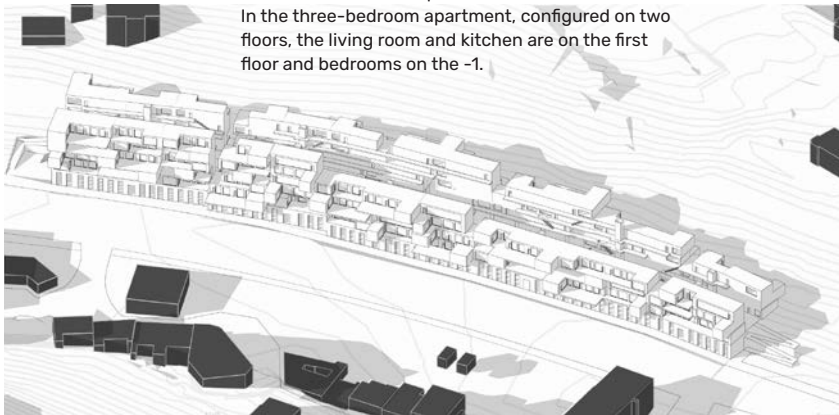 In the three-bedroom apartment, configured on two
floors, the living room and kitchen are on the first
floor and bedrooms on the -1.